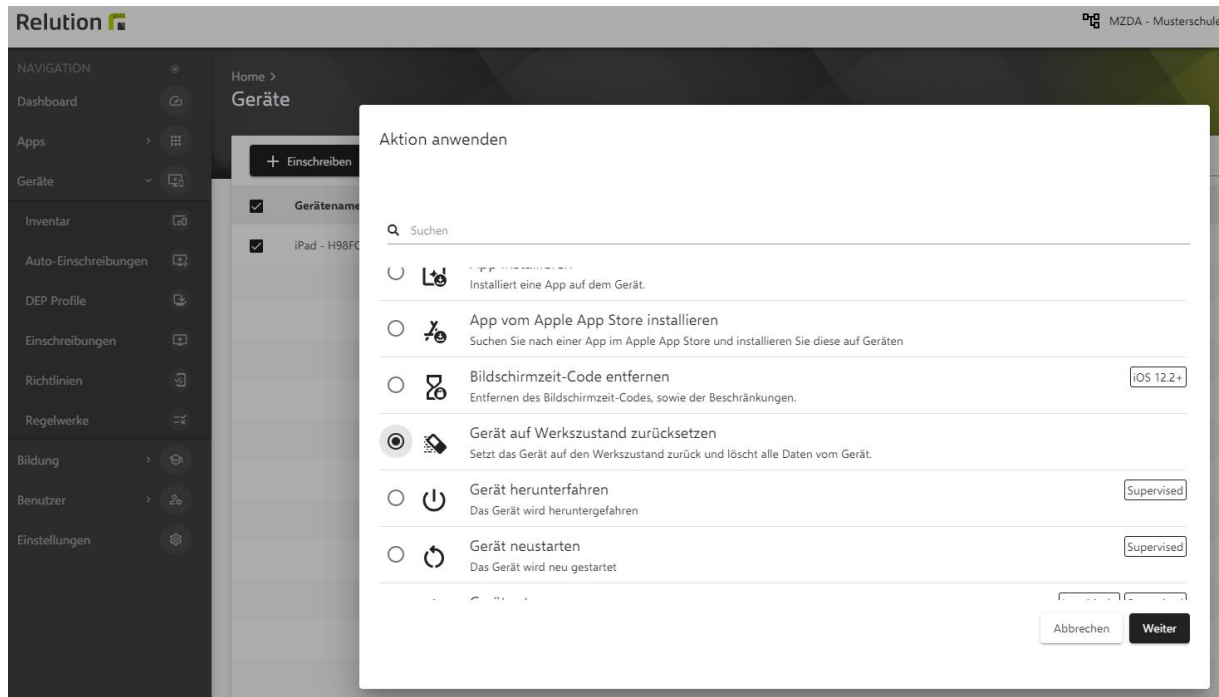 Relution
MZDA - Musterschule
NAVIGATION
Dashboard
Apps
Geräte
Inventar
Auto-Einschreibungen
DEP Profile
Einschreibungen
Richtlinien
Regelwerke
Bildung
Benutzer
Einstellungen
Home >
Geräte
+ Einschreiben
Gerätename
iPad - H98FC
Aktion anwenden
Suchen
Installiert eine App auf dem Gerät.
App vom Apple App Store installieren
Suchen Sie nach einer App im Apple App Store und installieren Sie diese auf Geräten
Bildschirmzeit-Code entfernen
iOS 12.2+
Entfernen des Bildschirmzeit-Codes, sowie der Beschränkungen.
Gerät auf Werkszustand zurücksetzen
Setzt das Gerät auf den Werkszustand zurück und löscht alle Daten vom Gerät.
Gerät herunterfahren
Supervised
Das Gerät wird heruntergefahren
Gerät neustarten
Supervised
Das Gerät wird neu gestartet
Abbrechen
Weiter